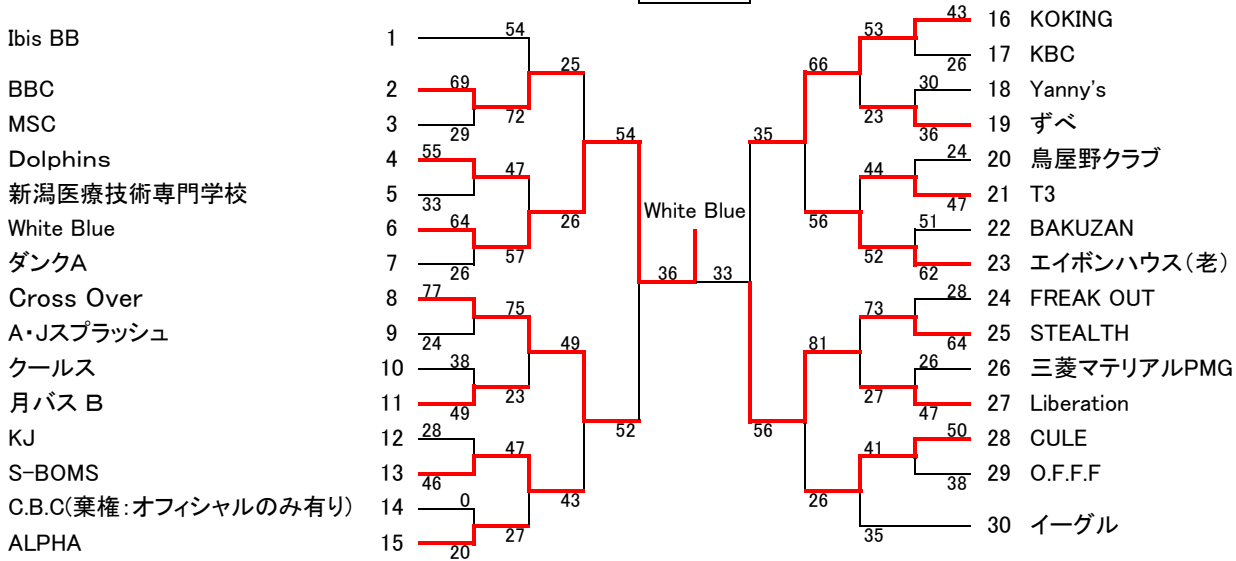 Ibis BB 1 54
25
BBC 2 69
72
MSC 3 29
54
Dolphins 4 55
47
新潟医療技術専門学校 5 33
26
White Blue 6 64
57
ダンクA 7 26
36
Cross Over 8 77
75
A・Jスプラッシュ 9 24
49
クールス 10 38
23
月バス B 11 49
52
KJ 12 28
47
S-BOMS 13 46
43
C.B.C(棄権:オフィシャルのみ有り) 14 0
27
ALPHA 15 20
White Blue
43 16 KOKING
53
26 17 KBC
66
30 18 Yanny's
23
36 19 ずべ
35
24 20 鳥屋野クラブ
44
47 21 T3
56
51 22 BAKUZAN
52
62 23 エイボンハウス(老)
33
28 24 FREAK OUT
73
64 25 STEALTH
81
26 26 三菱マテリアルPMG
27
47 27 Liberation
56
50 28 CULE
41
38 29 O.F.F.F
26
35 30 イーグル